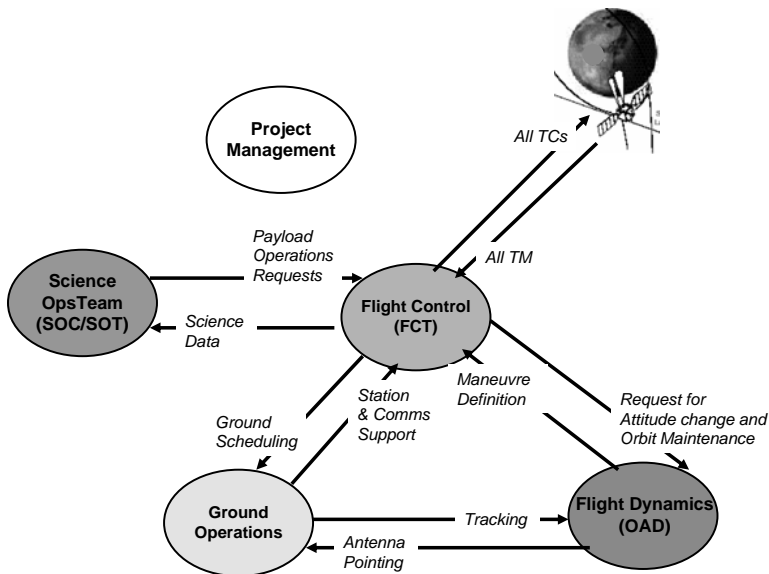 All TCs
Project
Management
Payload
Operations
Requests
All TM
Science
OpsTeam
(SOC/SOT)
Flight Control
(FCT)
Science
Data
Station
& Comms
Support
Maneuvre
Definition
Request for
Attitude change and
Orbit Maintenance
Ground
Scheduling
Ground
Operations
Flight Dynamics
(OAD)
Tracking
Antenna
Pointing